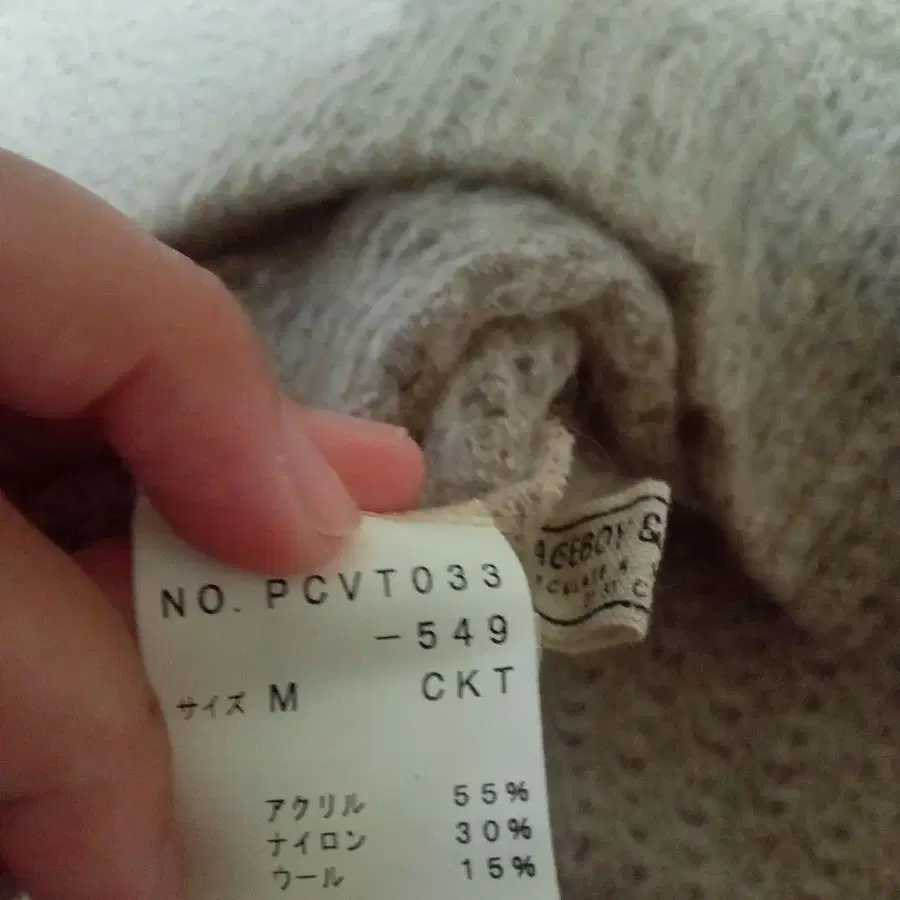 NO. PCVT033
-549
サイズ M CKT
アクリル 55%
ナイロン 30%
ウール 15%
AGEBOY &